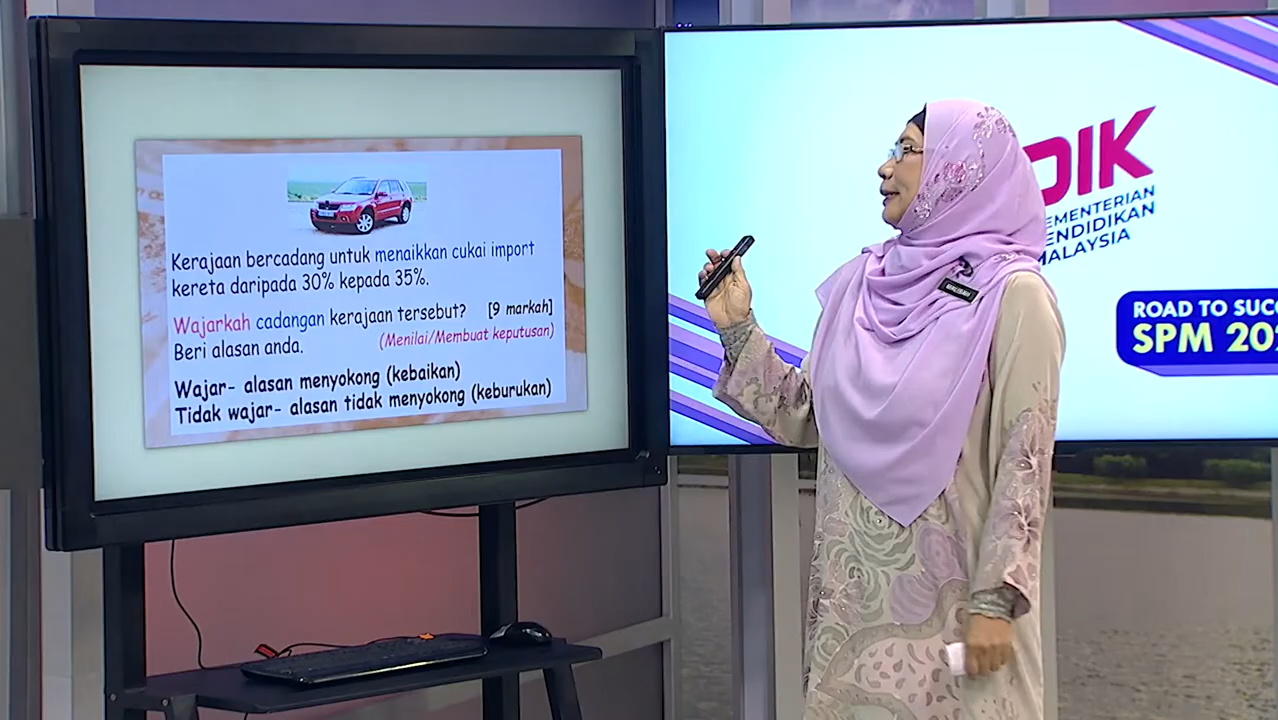 Kerajaan bercadang untuk menaikkan cukai import
kereta daripada 30% kepada 35%.
Wajarkah cadangan kerajaan tersebut? [9 markah]
Beri alasan anda. (Menilai/Membuat keputusan)
Wajar- alasan menyokong (kebaikan)
Tidak wajar- alasan tidak menyokong (keburukan)
DIK
KEMENTERIAN
PENDIDIKAN
MALAYSIA
ROAD TO SUCC
SPM 202